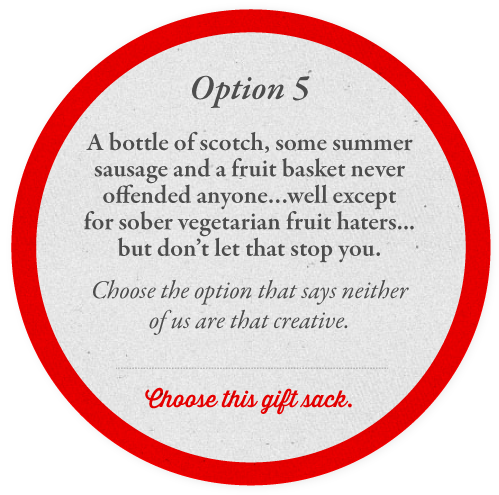 Option 5
A bottle of scotch, some summer
sausage and a fruit basket never
offended anyone...well except
for sober vegetarian fruit haters...
but don't let that stop you.
Choose the option that says neither
of us are that creative.
Choose this gift sack.